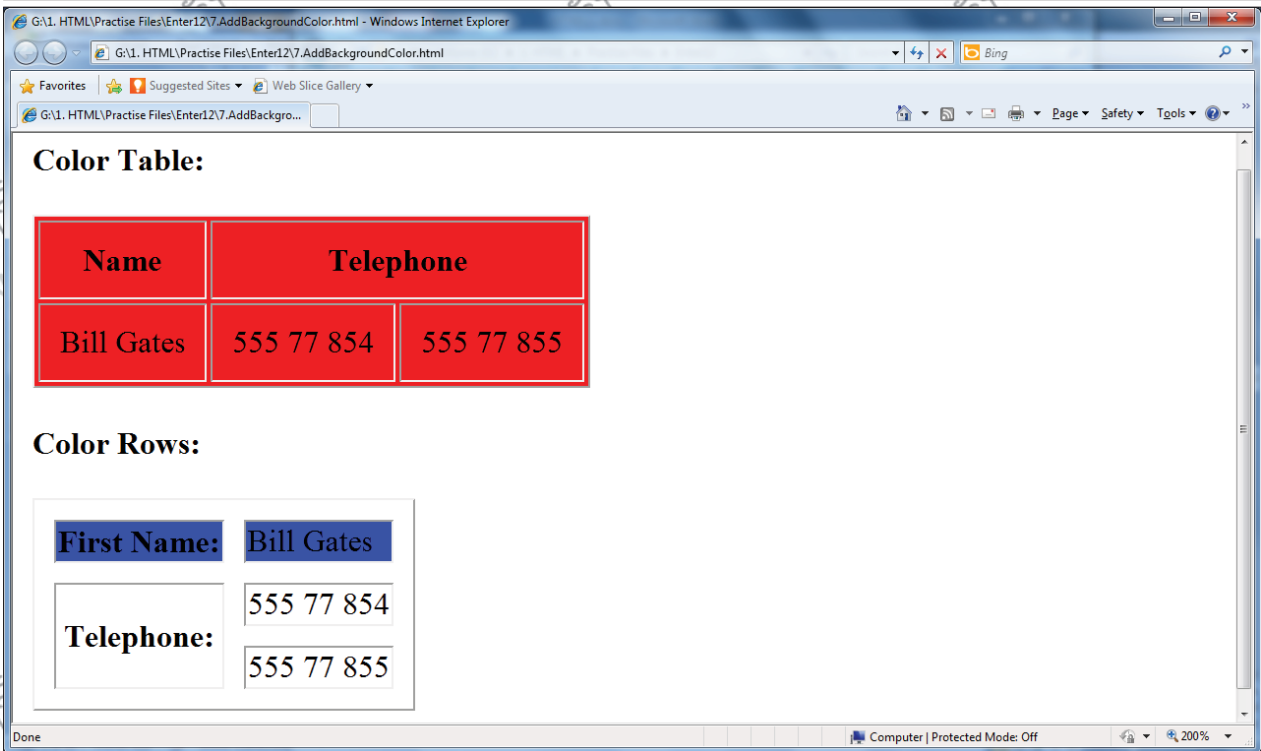 G:\1. HTML\Practise Files\Enter12\7.AddBackgroundColor.html - Windows Internet Explorer
G:\1. HTML\Practise Files\Enter12\7.AddBackgroundColor.html
Bing
Favorites
Suggested Sites
Web Slice Gallery
G:\1. HTML\Practise Files\Enter12\7.AddBackgro...
Page
Safety
Tools
Color Table:
Name Telephone
Bill Gates 555 77 854 555 77 855
Color Rows:
First Name: Bill Gates
555 77 854
Telephone:
555 77 855
Done
Computer | Protected Mode: Off
200%